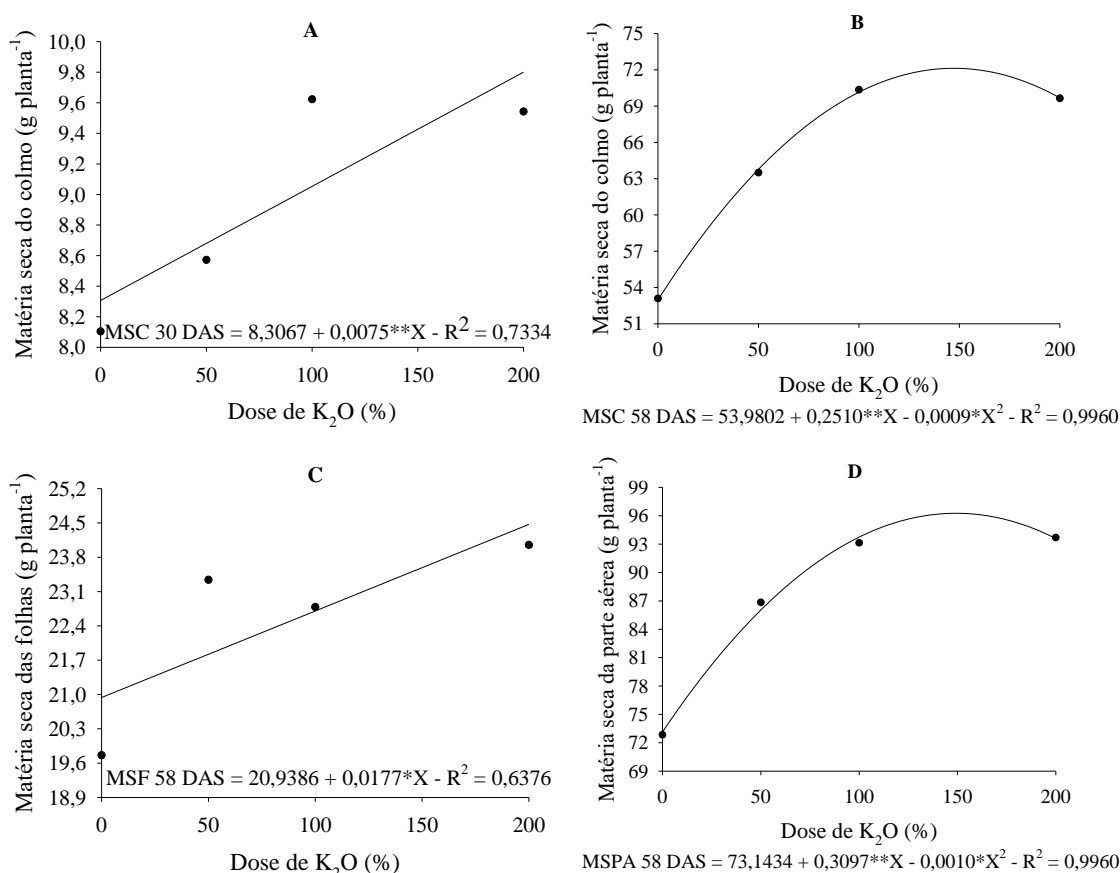 A
Matéria seca do colmo (g planta⁻¹)
10,0
9,8
9,6
9,4
9,2
9,0
8,8
8,6
8,4
8,2
8,0
MSC 30 DAS = 8,3067 + 0,0075**X - R² = 0,7334
0 50 100 150 200
Dose de K₂O (%)
B
Matéria seca do colmo (g planta⁻¹)
75
72
69
66
63
60
57
54
51
0 50 100 150 200
Dose de K₂O (%)
MSC 58 DAS = 53,9802 + 0,2510**X - 0,0009*X² - R² = 0,9960
C
Matéria seca das folhas (g planta⁻¹)
25,2
24,5
23,8
23,1
22,4
21,7
21,0
20,3
19,6
18,9
MSF 58 DAS = 20,9386 + 0,0177*X - R² = 0,6376
0 50 100 150 200
Dose de K₂O (%)
D
Matéria seca da parte aérea (g planta⁻¹)
99
96
93
90
87
84
81
78
75
72
69
0 50 100 150 200
Dose de K₂O (%)
MSPA 58 DAS = 73,1434 + 0,3097**X - 0,0010*X² - R² = 0,9960